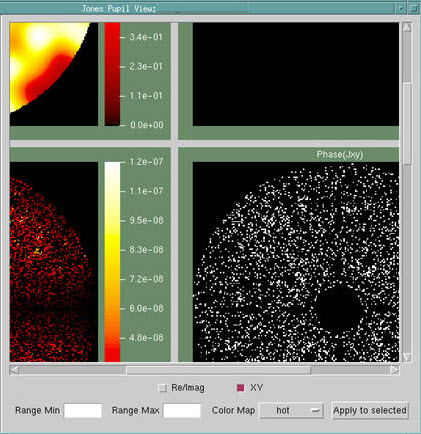 Jones Pupil View:
3.4e-01
2.3e-01
1.1e-01
0.0e+00
Phase(Jxy)
1.2e-07
1.1e-07
9.5e-08
8.3e-08
7.1e-08
6.0e-08
4.8e-08
Re/Imag XY
Range Min Range Max Color Map hot Apply to selected